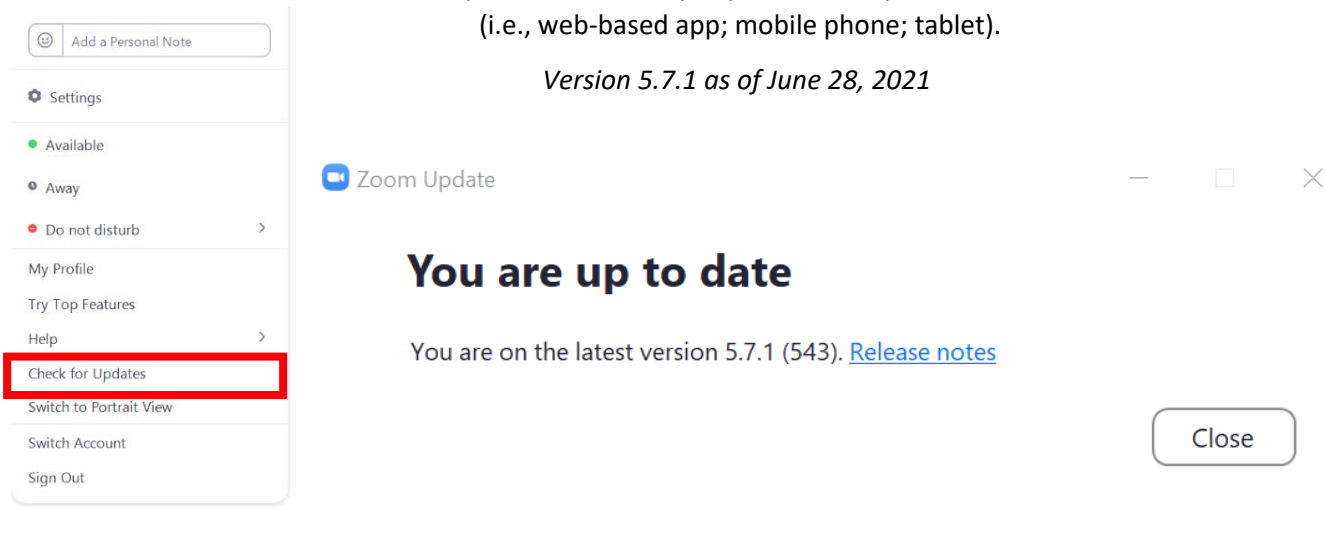 (i.e., web-based app; mobile phone; tablet).
Version 5.7.1 as of June 28, 2021
Add a Personal Note
Settings
Available
Away
Do not disturb
My Profile
Try Top Features
Help
Check for Updates
Switch to Portrait View
Switch Account
Sign Out
Zoom Update
You are up to date
You are on the latest version 5.7.1 (543). Release notes
Close